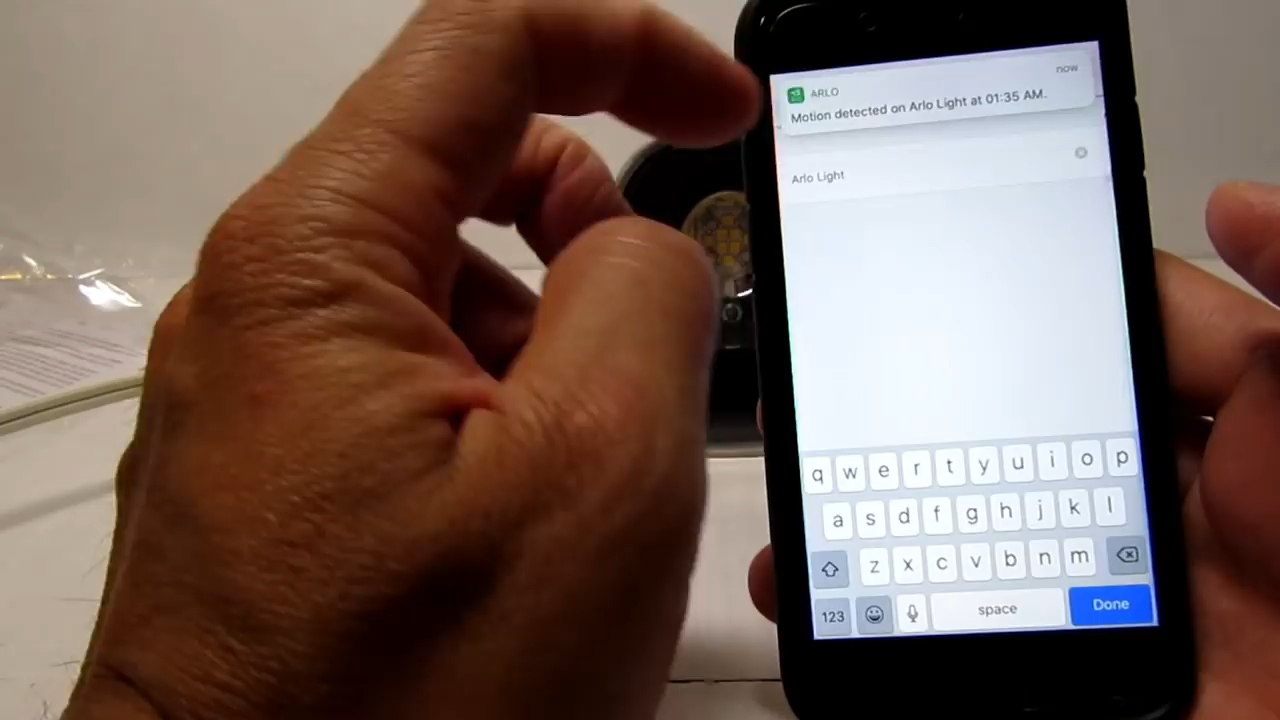 now
ARLO
Motion detected on Arlo Light at 01:35 AM.
Arlo Light
q w e r t y u i o p
a s d f g h j k l
z x c v b n m
123 space Done